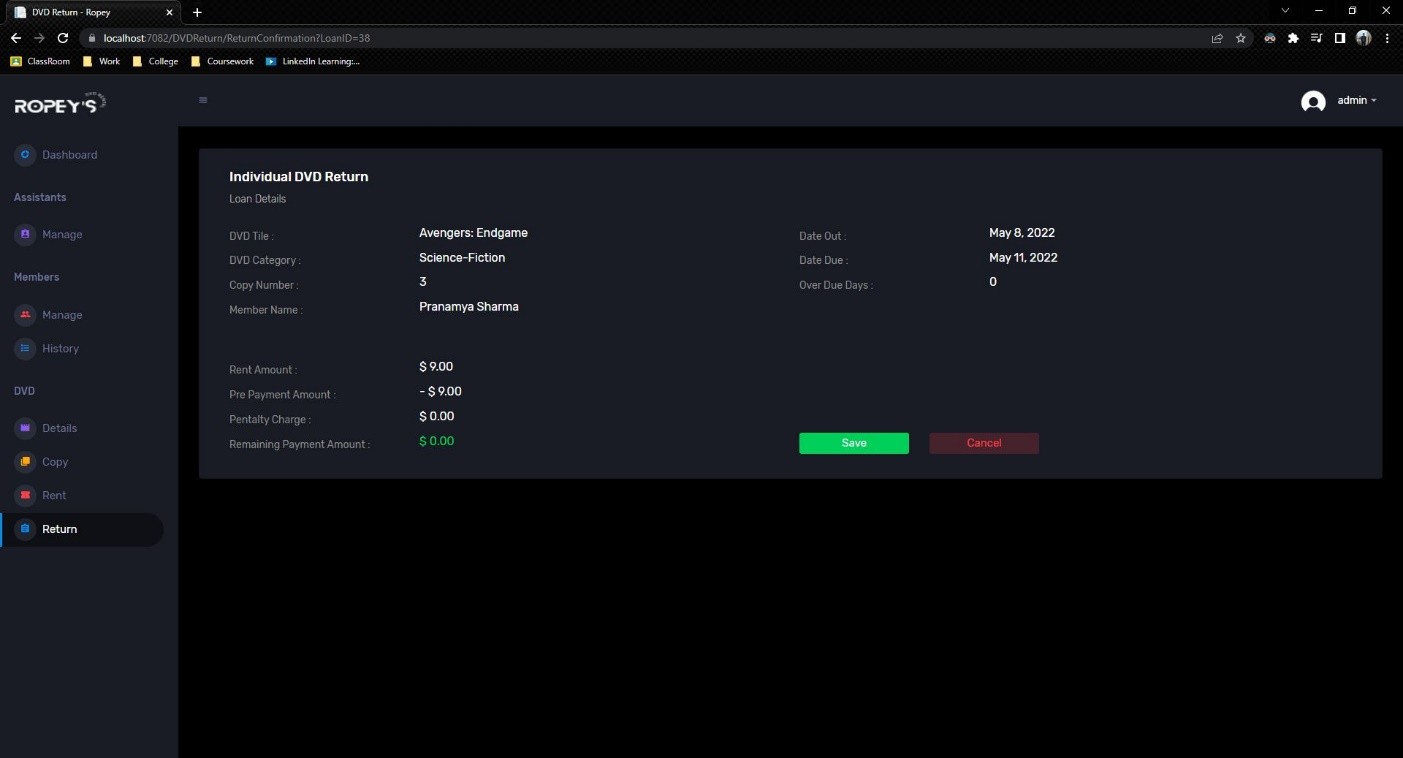 DVD Return - Ropey
localhost:7082/DVDReturn/ReturnConfirmation?LoanID=38
ClassRoom Work College Coursework LinkedIn Learning:...
ROPEY'S
admin
Dashboard
Assistants
Manage
Members
Manage
History
DVD
Details
Copy
Rent
Return
Individual DVD Return
Loan Details
DVD Tile : Avengers: Endgame Date Out : May 8, 2022
DVD Category : Science-Fiction Date Due : May 11, 2022
Copy Number : 3 Over Due Days : 0
Member Name : Pranamya Sharma
Rent Amount : $ 9.00
Pre Payment Amount : - $ 9.00
Pentalty Charge : $ 0.00
Remaining Payment Amount : $ 0.00 Save Cancel